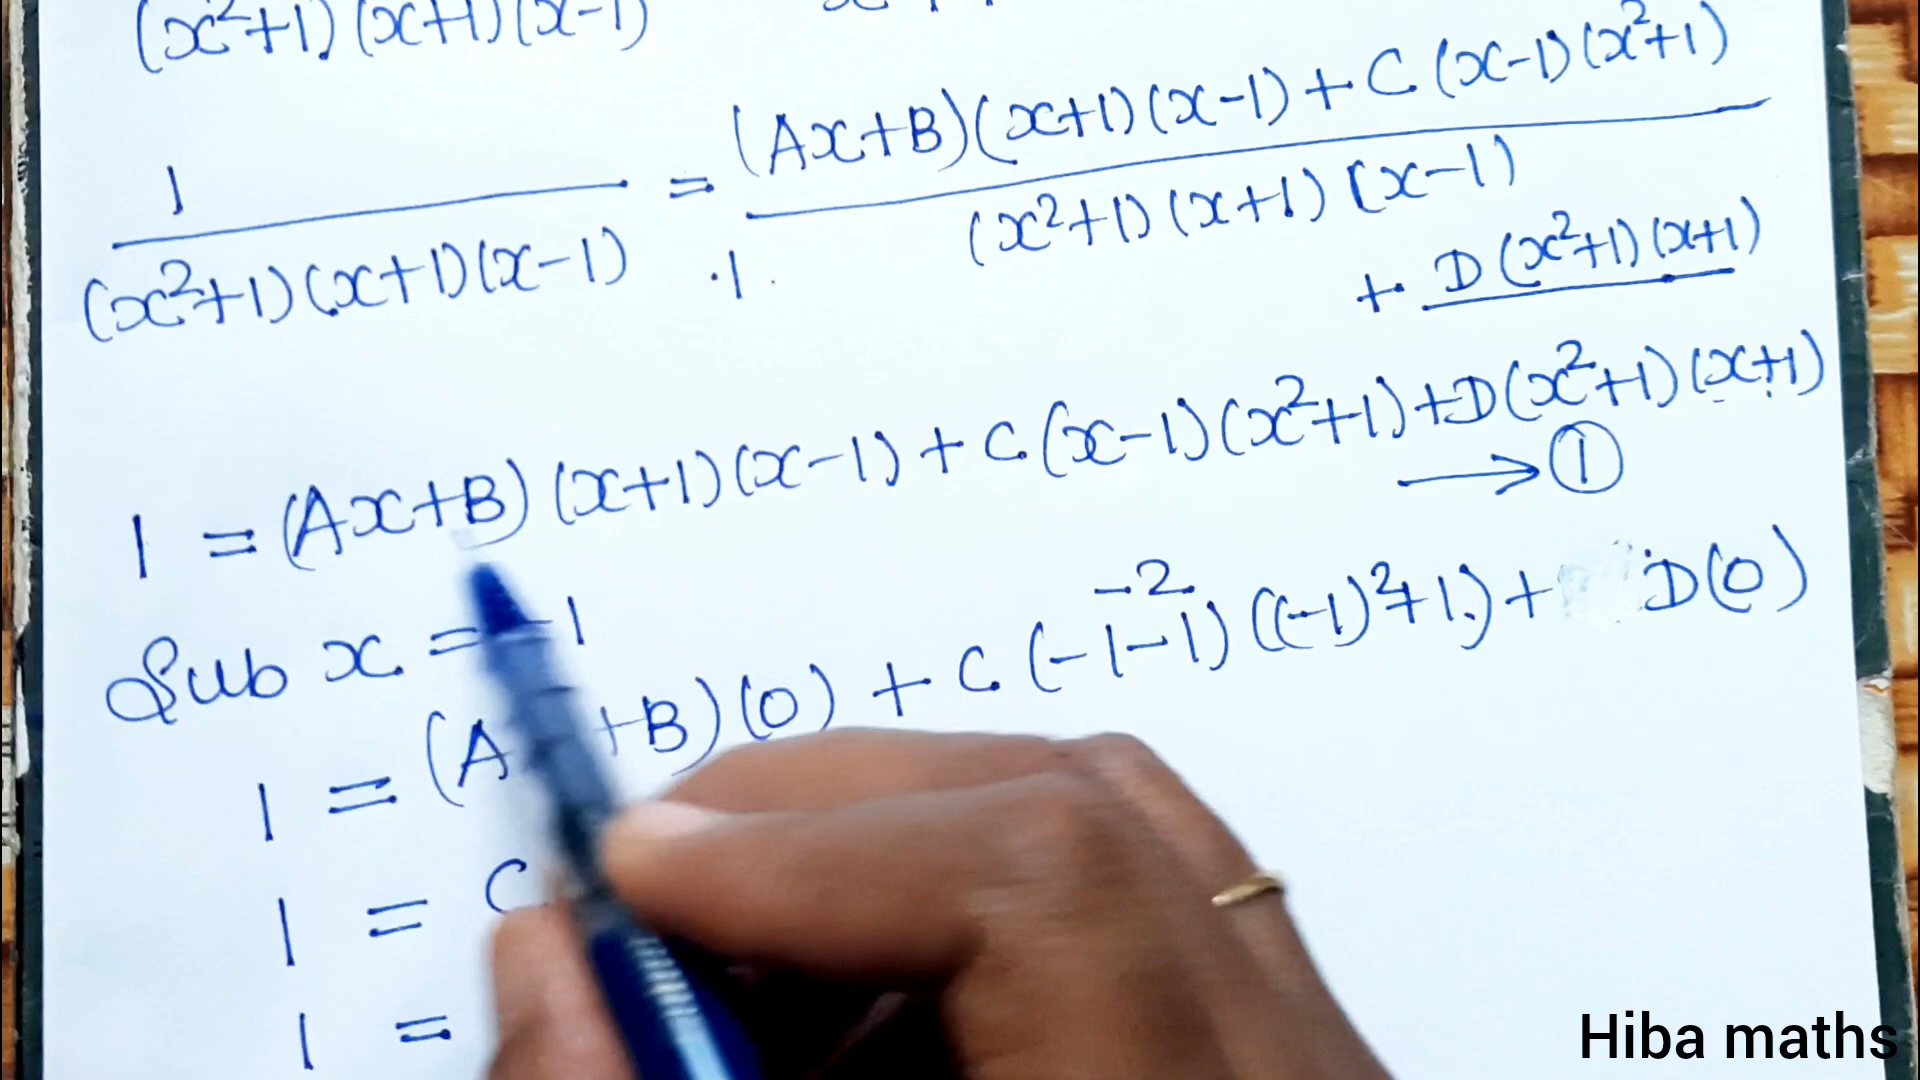 (x²+1)(x+1)(x-1)
1/((x²+1)(x+1)(x-1)) = ((Ax+B)(x+1)(x-1)+C(x-1)(x²+1))/((x²+1)(x+1)(x-1))
·1.
+ D(x²+1)(x+1)
1 = (Ax+B)(x+1)(x-1)+C(x-1)(x²+1)+D(x²+1)(x+1)
→ ①
Sub x = -1
-2
1 = (A +B)(0) + C(-1-1)((-1)²+1)+ D(0)
1 = C
1 =
Hiba maths